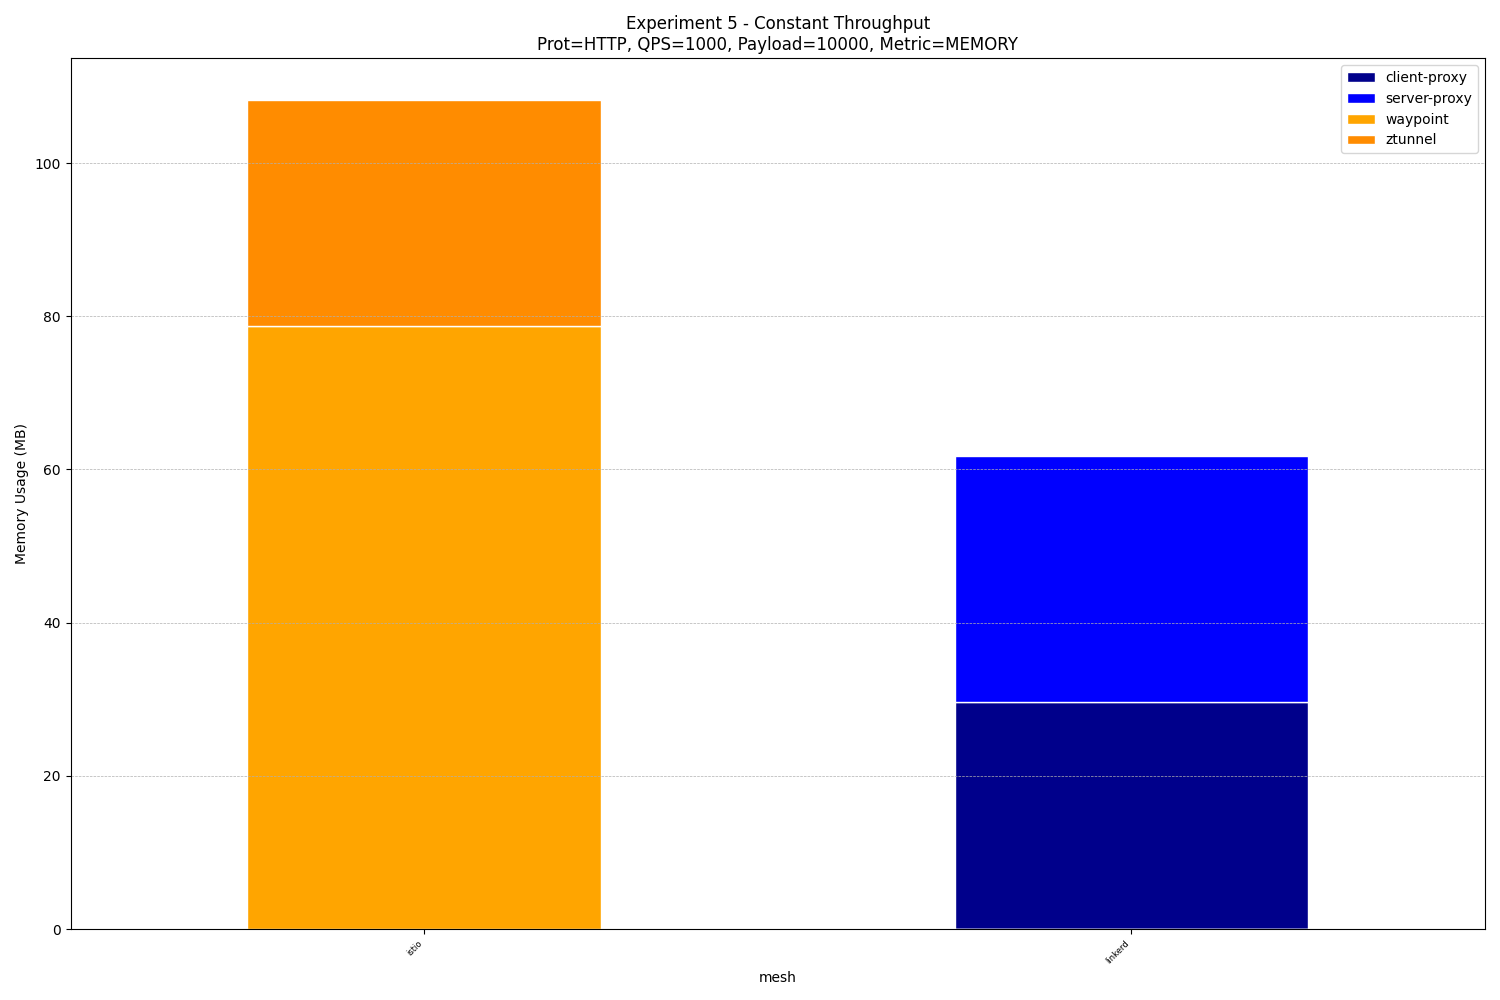 Experiment 5 - Constant Throughput
Prot=HTTP, QPS=1000, Payload=10000, Metric=MEMORY
client-proxy
server-proxy
waypoint
ztunnel
Memory Usage (MB)
100
80
60
40
20
0
istio
linkerd
mesh